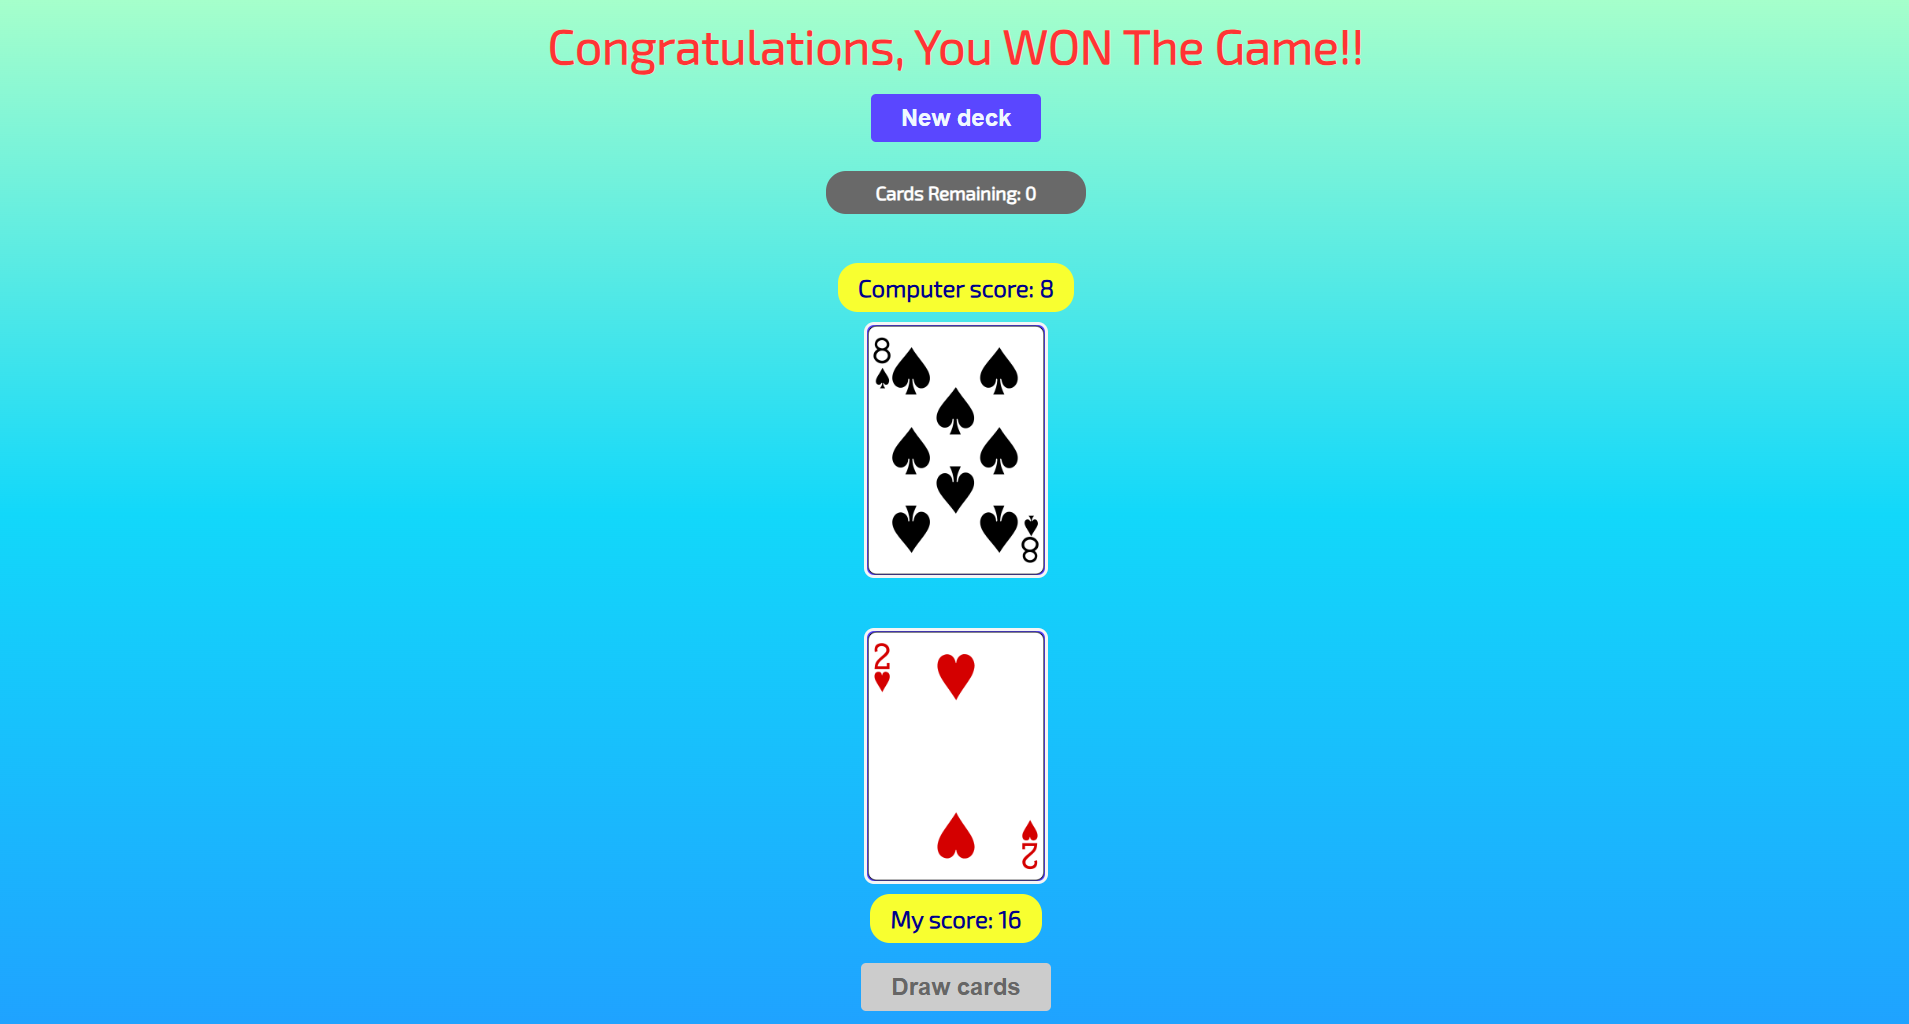 Congratulations, You WON The Game!!
New deck
Cards Remaining: 0
Computer score: 8
8
8
2
2
My score: 16
Draw cards